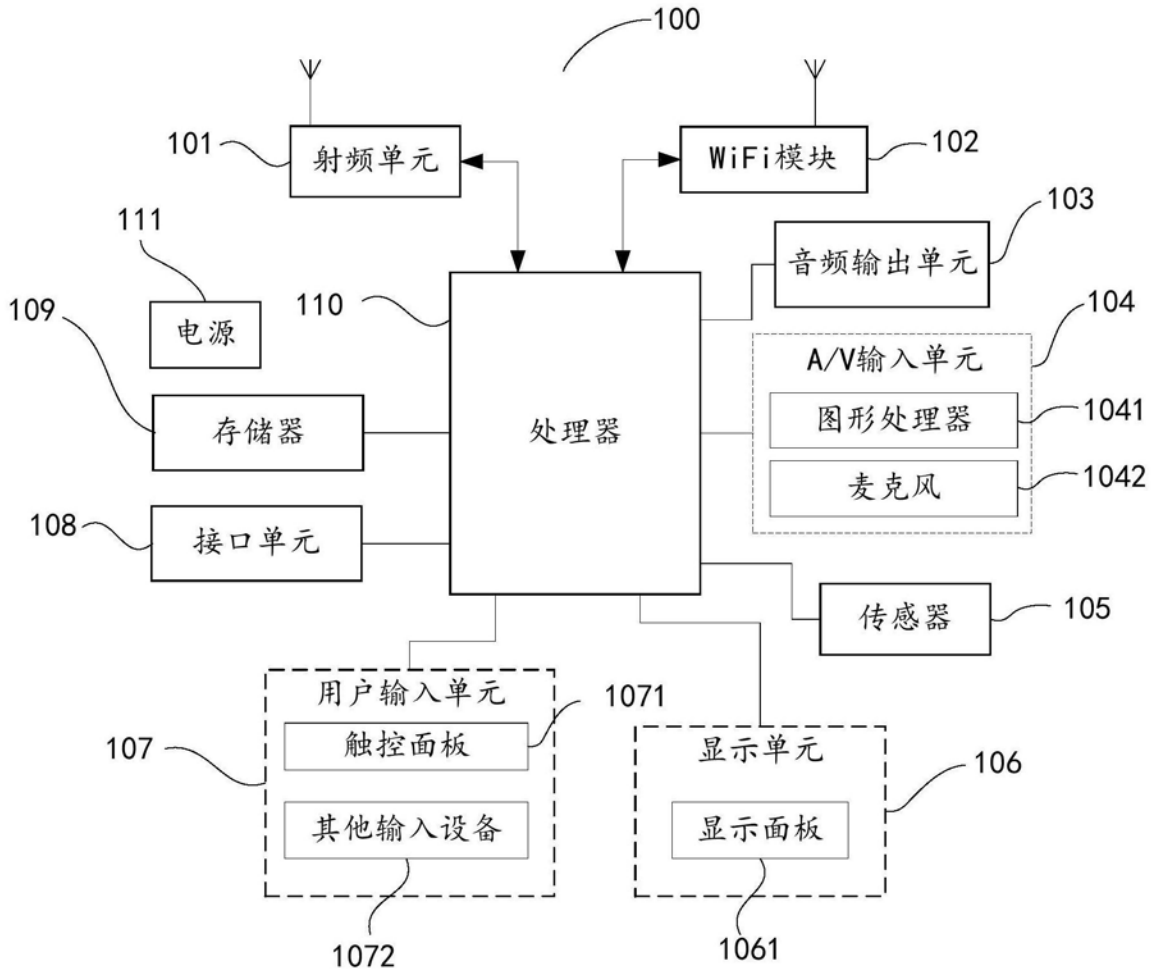 100
101
射频单元
WiFi模块
102
111
103
音频输出单元
109
电源
110
104
A/V输入单元
存储器
处理器
图形处理器
1041
麦克风
1042
108
接口单元
传感器
105
用户输入单元
1071
107
触控面板
显示单元
106
其他输入设备
显示面板
1072
1061